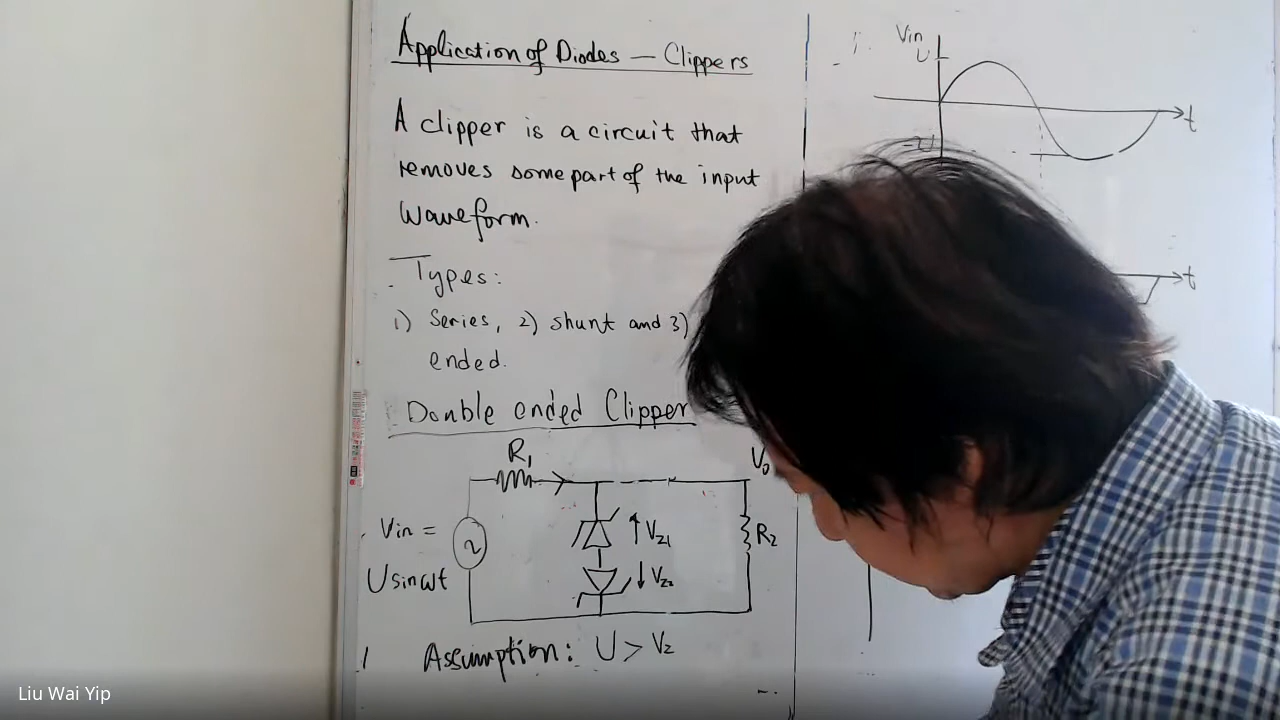 Application of Diodes — Clippers
A clipper is a circuit that
removes some part of the input
waveform.
Types:
1) Series, 2) shunt and 3)
ended.
Double ended Clipper
R1
Vo
Vin =
Usinωt
VZ1
VZ2
R2
Assumption: U > VZ
Vin
U
t
-U
t
Liu Wai Yip